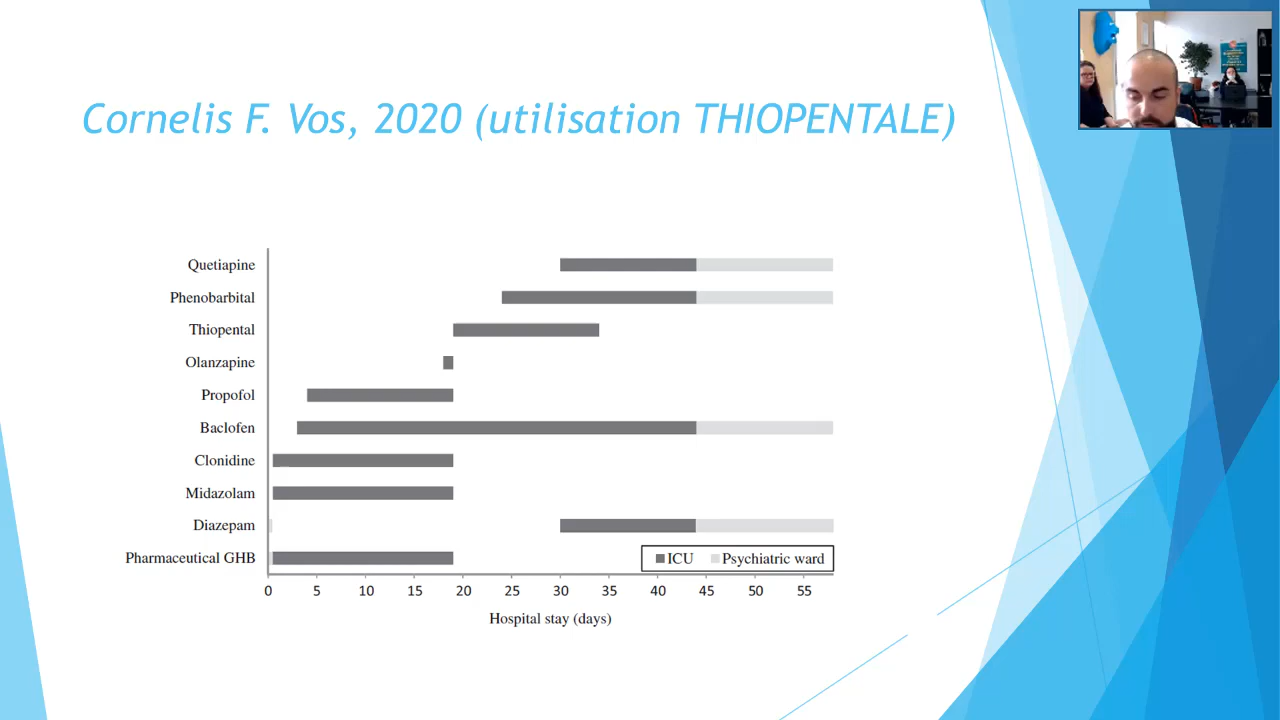 Cornelis F. Vos, 2020 (utilisation THIOPENTALE)
Quetiapine
Phenobarbital
Thiopental
Olanzapine
Propofol
Baclofen
Clonidine
Midazolam
Diazepam
Pharmaceutical GHB
ICU Psychiatric ward
0 5 10 15 20 25 30 35 40 45 50 55
Hospital stay (days)